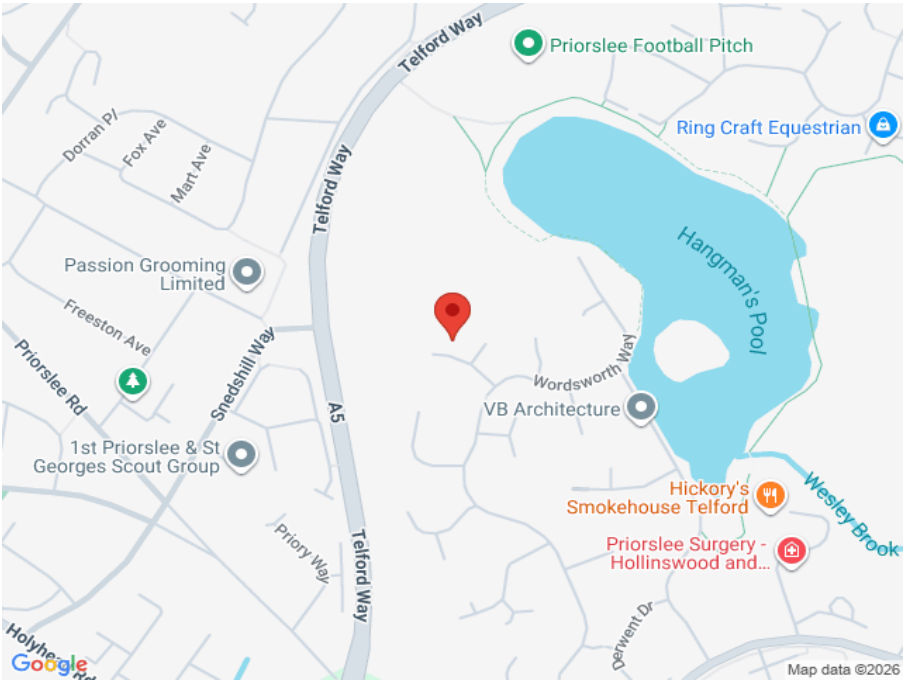 Telford Way
Priorslee Football Pitch
Dorran Pl
Fox Ave
Mart Ave
Ring Craft Equestrian
Telford Way
Hangman's Pool
Passion Grooming
Limited
Freeston Ave
Priorslee Rd
Snedshill Way
Wordsworth Way
A5
VB Architecture
1st Priorslee & St
Georges Scout Group
Hickory's
Smokehouse Telford
Wesley Brook
Priory Way
Telford Way
Priorslee Surgery -
Hollinswood and...
Derwent Dr
Holyhead Rd
Google
Map data ©2026